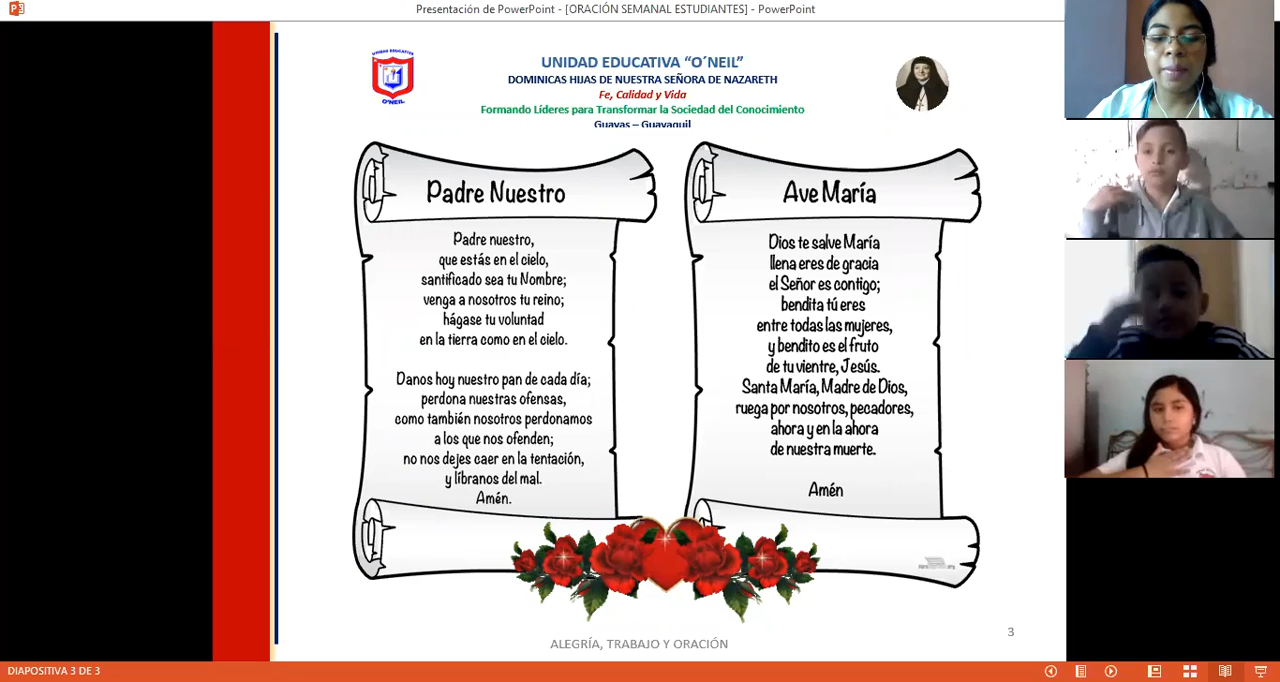 Presentación de PowerPoint - [ORACIÓN SEMANAL ESTUDIANTES] - PowerPoint
UNIDAD EDUCATIVA
O'NEIL
UNIDAD EDUCATIVA “O´NEIL”
DOMINICAS HIJAS DE NUESTRA SEÑORA DE NAZARETH
Fe, Calidad y Vida
Formando Líderes para Transformar la Sociedad del Conocimiento
Guayas – Guayaquil
Padre Nuestro
Padre nuestro,
que estás en el cielo,
santificado sea tu Nombre;
venga a nosotros tu reino;
hágase tu voluntad
en la tierra como en el cielo.
Danos hoy nuestro pan de cada día;
perdona nuestras ofensas,
como también nosotros perdonamos
a los que nos ofenden;
no nos dejes caer en la tentación,
y líbranos del mal.
Amén.
Ave María
Dios te salve María
llena eres de gracia
el Señor es contigo;
bendita tú eres
entre todas las mujeres,
y bendito es el fruto
de tu vientre, Jesús.
Santa María, Madre de Dios,
ruega por nosotros, pecadores,
ahora y en la ahora
de nuestra muerte.
Amén
3
ALEGRÍA, TRABAJO Y ORACIÓN
DIAPOSITIVA 3 DE 3